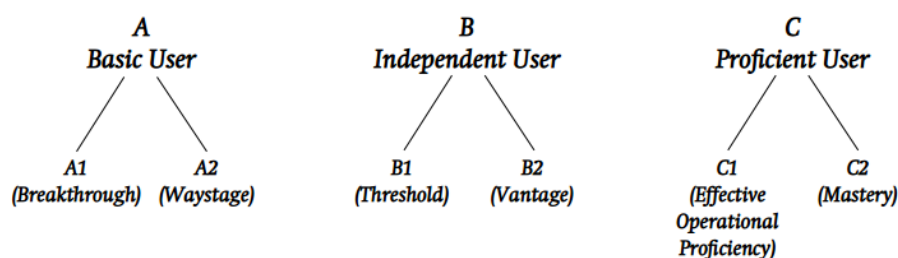 A
Basic User
B
Independent User
C
Proficient User
A1
(Breakthrough)
A2
(Waystage)
B1
(Threshold)
B2
(Vantage)
C1
(Effective
Operational
Proficiency)
C2
(Mastery)